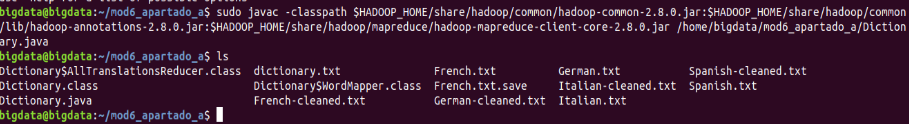 bigdata@bigdata:~/mod6_apartado_a$ sudo javac -classpath $HADOOP_HOME/share/hadoop/common/hadoop-common-2.8.0.jar:$HADOOP_HOME/share/hadoop/common
/lib/hadoop-annotations-2.8.0.jar:$HADOOP_HOME/share/hadoop/mapreduce/hadoop-mapreduce-client-core-2.8.0.jar /home/bigdata/mod6_apartado_a/Diction
ary.java
bigdata@bigdata:~/mod6_apartado_a$ ls
Dictionary$AllTranslationsReducer.class dictionary.txt French.txt German.txt Spanish-cleaned.txt
Dictionary.class Dictionary$WordMapper.class French.txt.save Italian-cleaned.txt Spanish.txt
Dictionary.java French-cleaned.txt German-cleaned.txt Italian.txt
bigdata@bigdata:~/mod6_apartado_a$